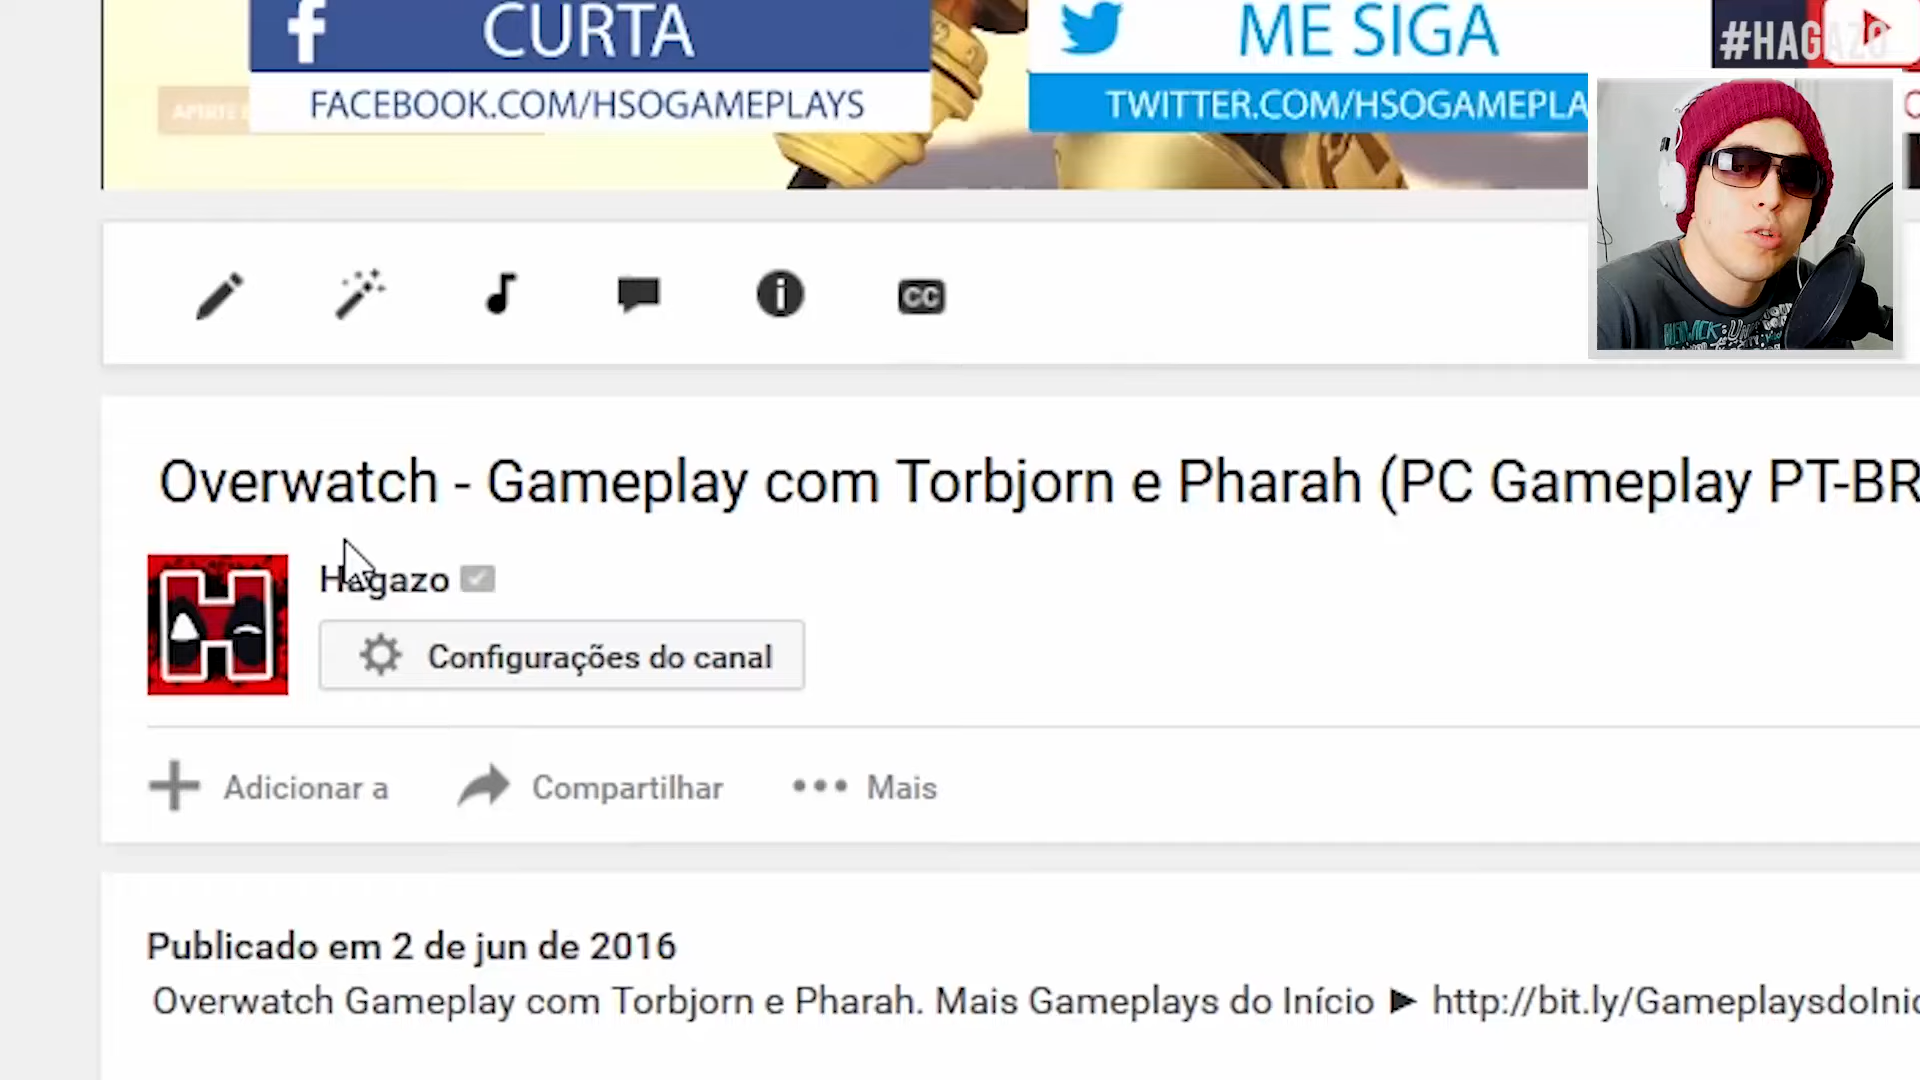 CURTA
ME SIGA
#HAGAZO
FACEBOOK.COM/HSOGAMEPLAYS
TWITTER.COM/HSOGAMEPLA
CC
Overwatch - Gameplay com Torbjorn e Pharah (PC Gameplay PT-BR
Hagazo
Configurações do canal
Adicionar a
Compartilhar
Mais
Publicado em 2 de jun de 2016
Overwatch Gameplay com Torbjorn e Pharah. Mais Gameplays do Início ► http://bit.ly/GameplaysdoInic